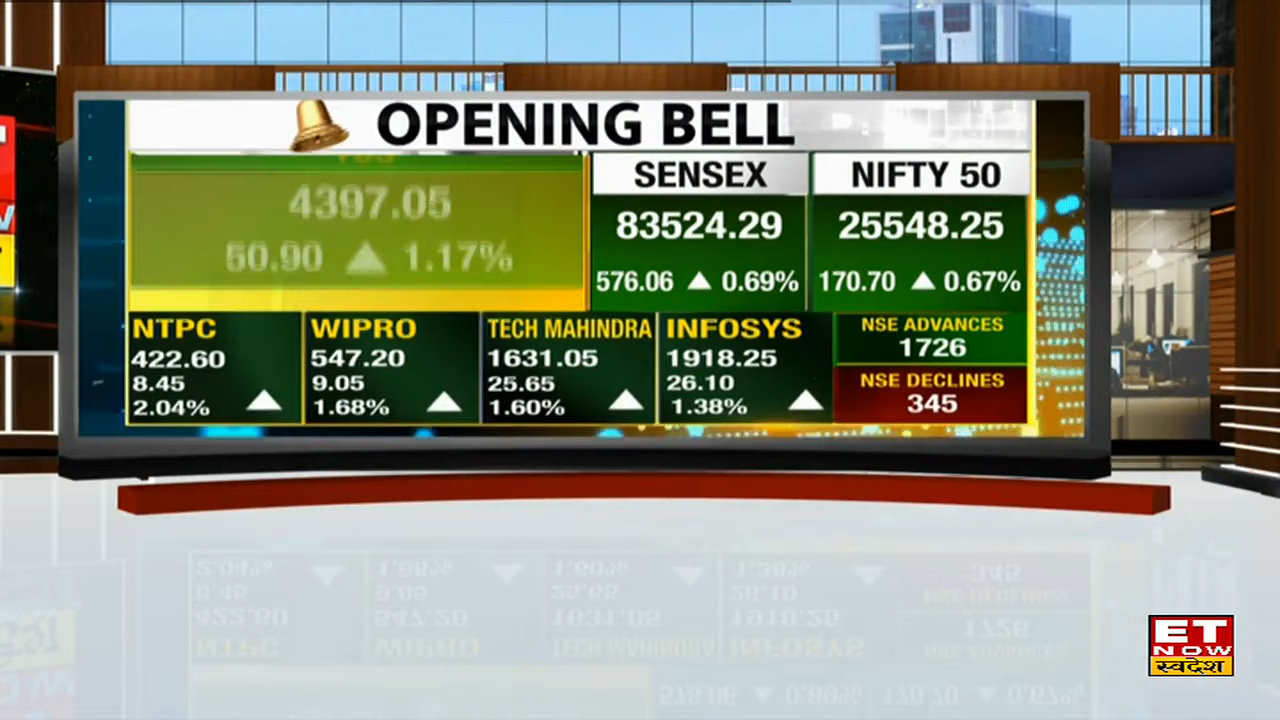 OPENING BELL
4397.05
50.90 ▲ 1.17%
SENSEX
83524.29
576.06 ▲ 0.69%
NIFTY 50
25548.25
170.70 ▲ 0.67%
NTPC
422.60
8.45
2.04% ▲
WIPRO
547.20
9.05
1.68% ▲
TECH MAHINDRA
1631.05
25.65
1.60% ▲
INFOSYS
1918.25
26.10
1.38% ▲
NSE ADVANCES
1726
NSE DECLINES
345
ET
NOW
स्वदेश